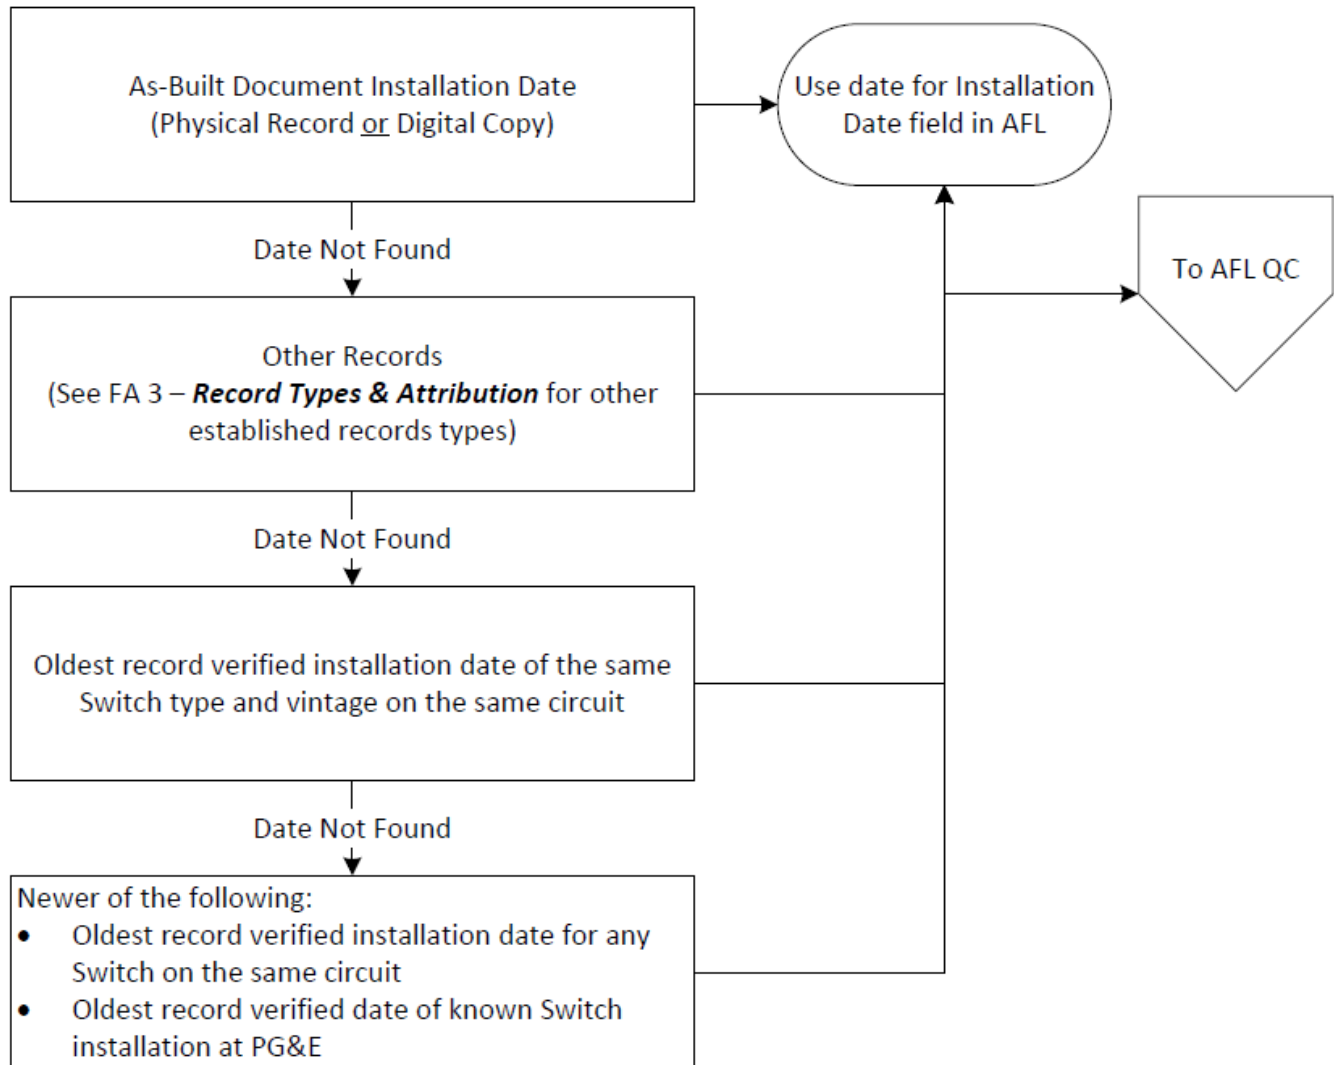 As-Built Document Installation Date
(Physical Record or Digital Copy)
Use date for Installation
Date field in AFL
Date Not Found
To AFL QC
Other Records
(See FA 3 – Record Types & Attribution for other
established records types)
Date Not Found
Oldest record verified installation date of the same
Switch type and vintage on the same circuit
Date Not Found
Newer of the following:
• Oldest record verified installation date for any
Switch on the same circuit
• Oldest record verified date of known Switch
installation at PG&E